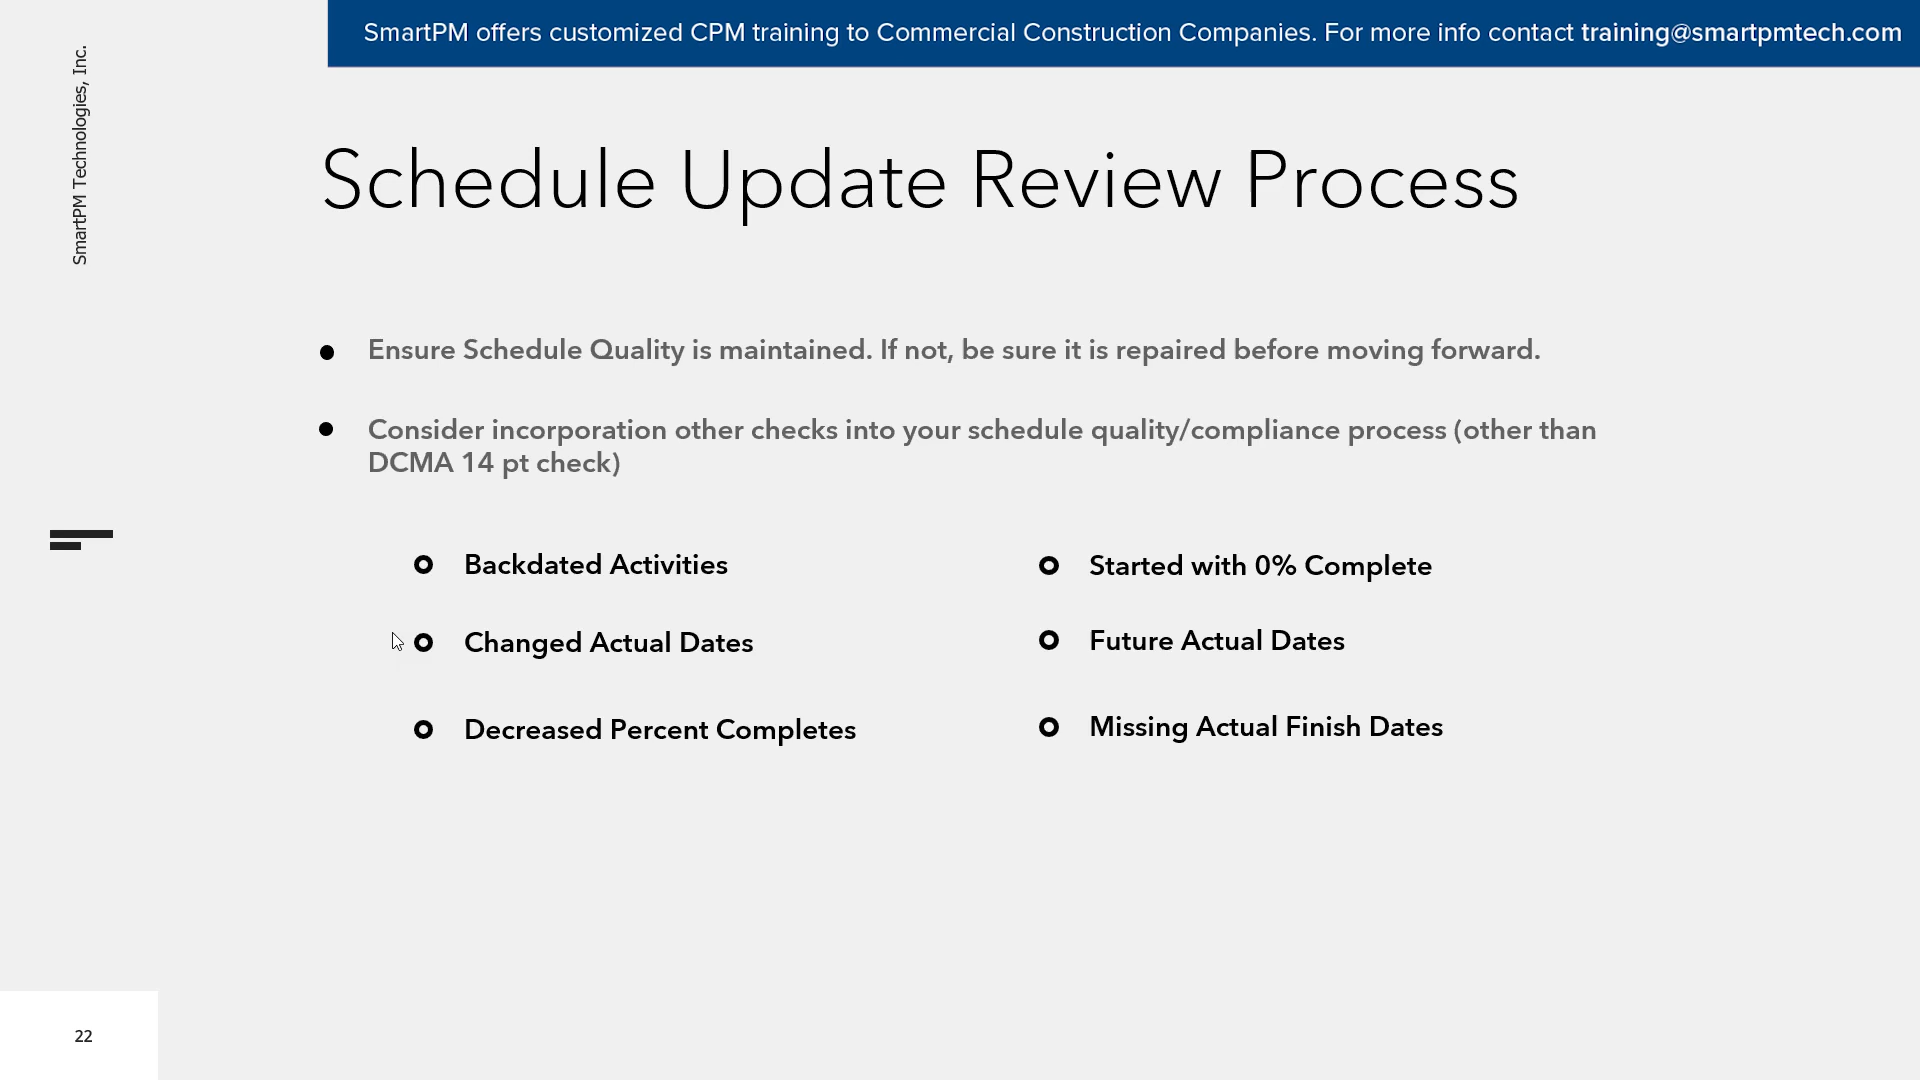 SmartPM offers customized CPM training to Commercial Construction Companies. For more info contact training@smartpmtech.com
SmartPM Technologies, Inc.
Schedule Update Review Process
Ensure Schedule Quality is maintained. If not, be sure it is repaired before moving forward.
Consider incorporation other checks into your schedule quality/compliance process (other than
DCMA 14 pt check)
Backdated Activities
Changed Actual Dates
Decreased Percent Completes
Started with 0% Complete
Future Actual Dates
Missing Actual Finish Dates
22